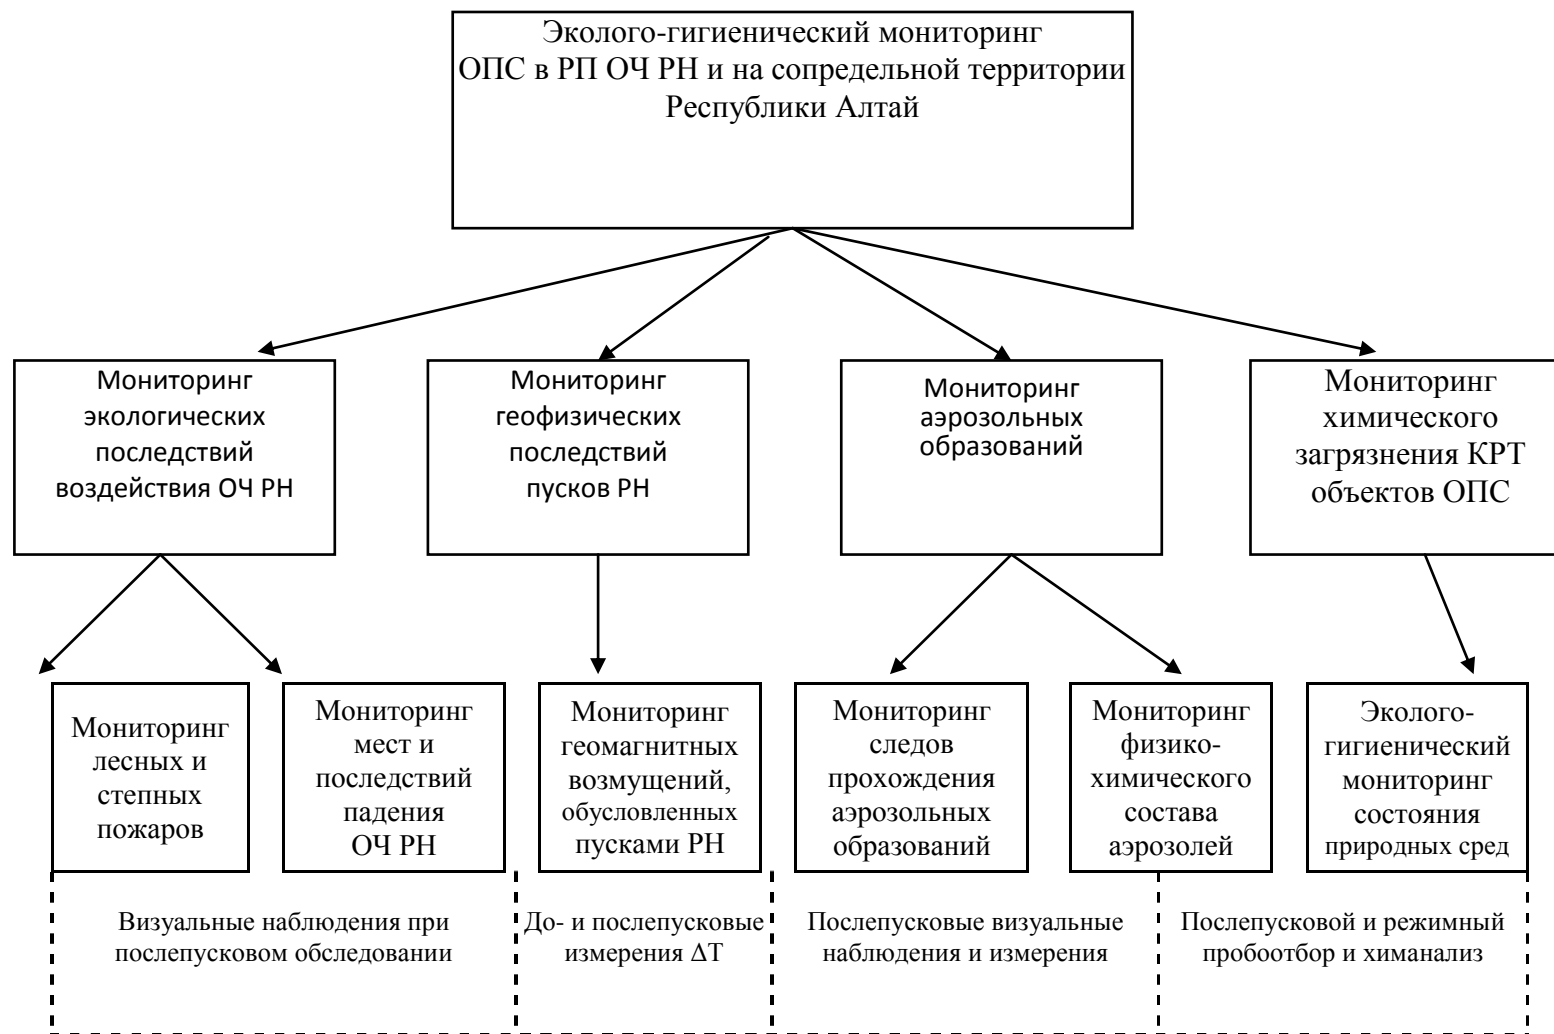 Эколого-гигиенический мониторинг
ОПС в РП ОЧ РН и на сопредельной территории
Республики Алтай
Мониторинг
экологических
последствий
воздействия ОЧ РН
Мониторинг
геофизических
последствий
пусков РН
Мониторинг
аэрозольных
образований
Мониторинг
химического
загрязнения КРТ
объектов ОПС
Мониторинг
лесных и
степных
пожаров
Мониторинг
мест и
последствий
падения
ОЧ РН
Мониторинг
геомагнитных
возмущений,
обусловленных
пусками РН
Мониторинг
следов
прохождения
аэрозольных
образований
Мониторинг
физико-
химического
состава
аэрозолей
Эколого-
гигиенический
мониторинг
состояния
природных сред
Визуальные наблюдения при
послепусковом обследовании
До- и послепусковые
измерения ΔТ
Послепусковые визуальные
наблюдения и измерения
Послепусковой и режимный
пробоотбор и химанализ